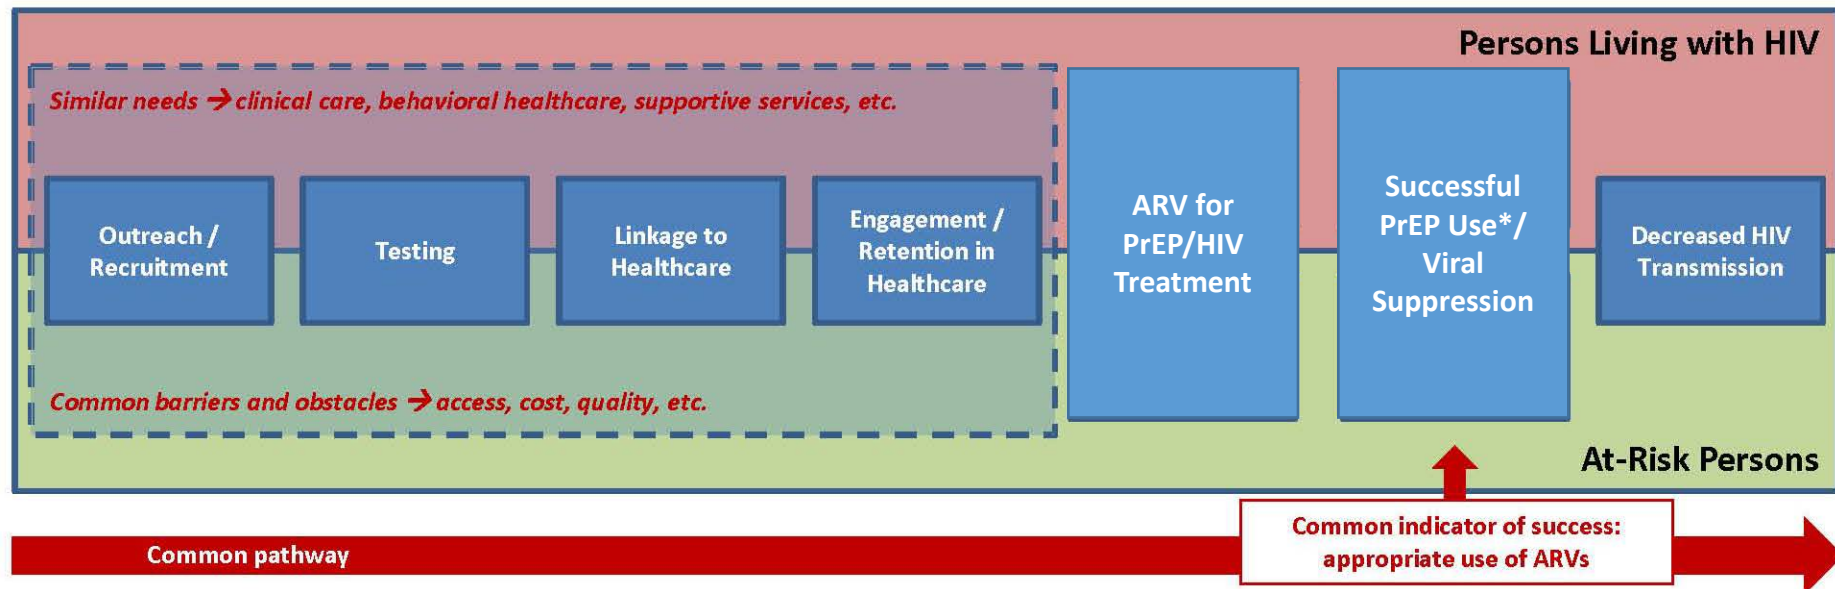 Persons Living with HIV
Similar needs → clinical care, behavioral healthcare, supportive services, etc.
Outreach /
Recruitment
Testing
Linkage to
Healthcare
Engagement /
Retention in
Healthcare
ARV for
PrEP/HIV
Treatment
Successful
PrEP Use*/
Viral
Suppression
Decreased HIV
Transmission
Common barriers and obstacles → access, cost, quality, etc.
At-Risk Persons
Common pathway
Common indicator of success:
appropriate use of ARVs